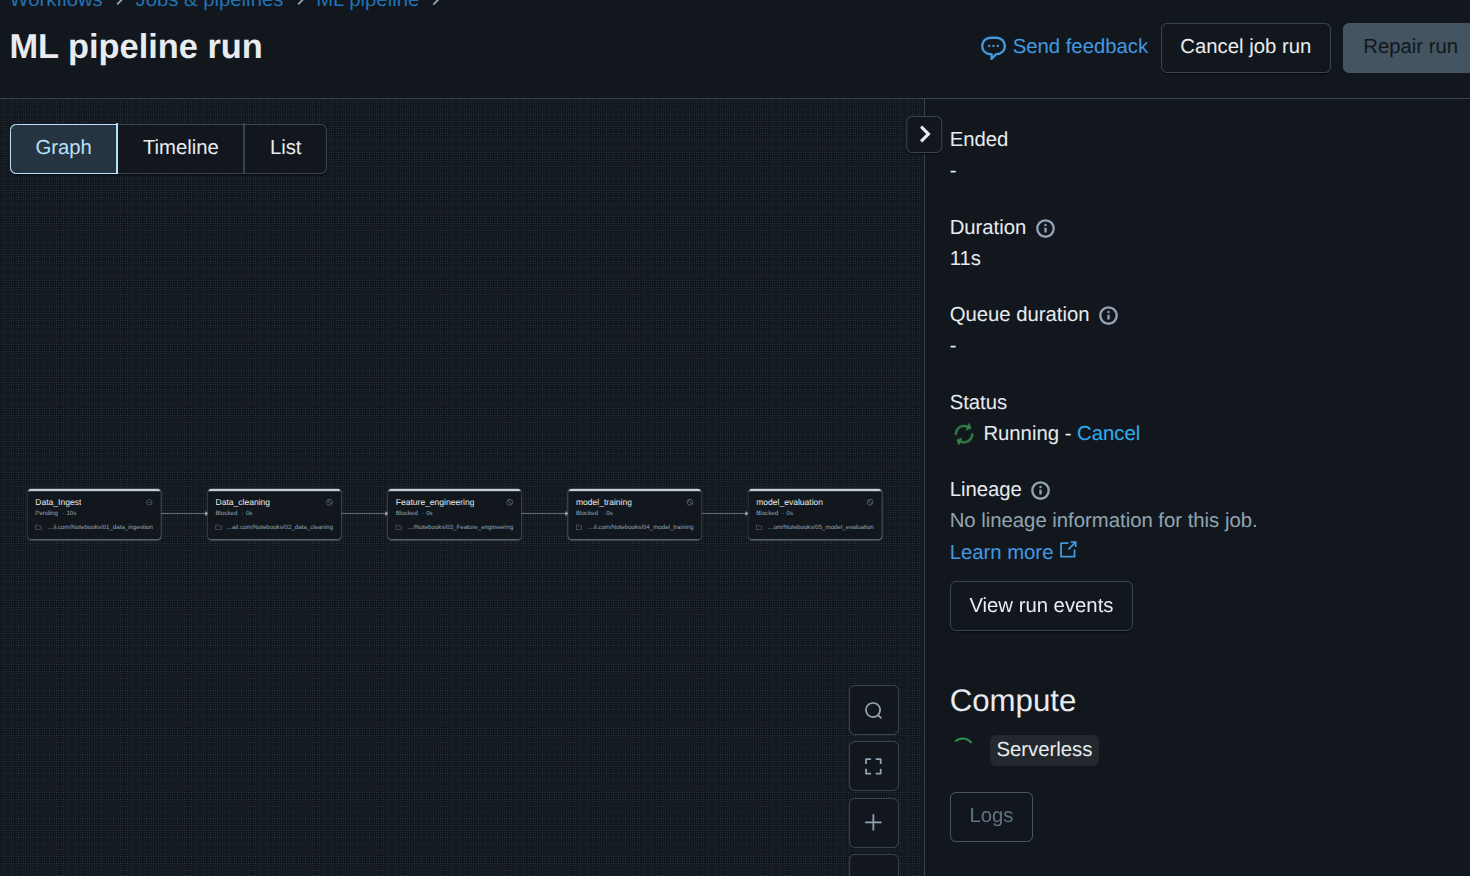 Workflows > Jobs & pipelines > ML pipeline >
ML pipeline run
Send feedback
Cancel job run
Repair run
Graph
Timeline
List
Data_Ingest
Pending · 10s
...il.com/Notebooks/01_data_ingestion
Data_cleaning
Blocked · 0s
...ail.com/Notebooks/02_data_cleaning
Feature_engineering
Blocked · 0s
.../Notebooks/03_Feature_engineering
model_training
Blocked · 0s
...il.com/Notebooks/04_model_training
model_evaluation
Blocked · 0s
...om/Notebooks/05_model_evaluation
Ended
-
Duration
11s
Queue duration
-
Status
Running - Cancel
Lineage
No lineage information for this job.
Learn more
View run events
Compute
Serverless
Logs